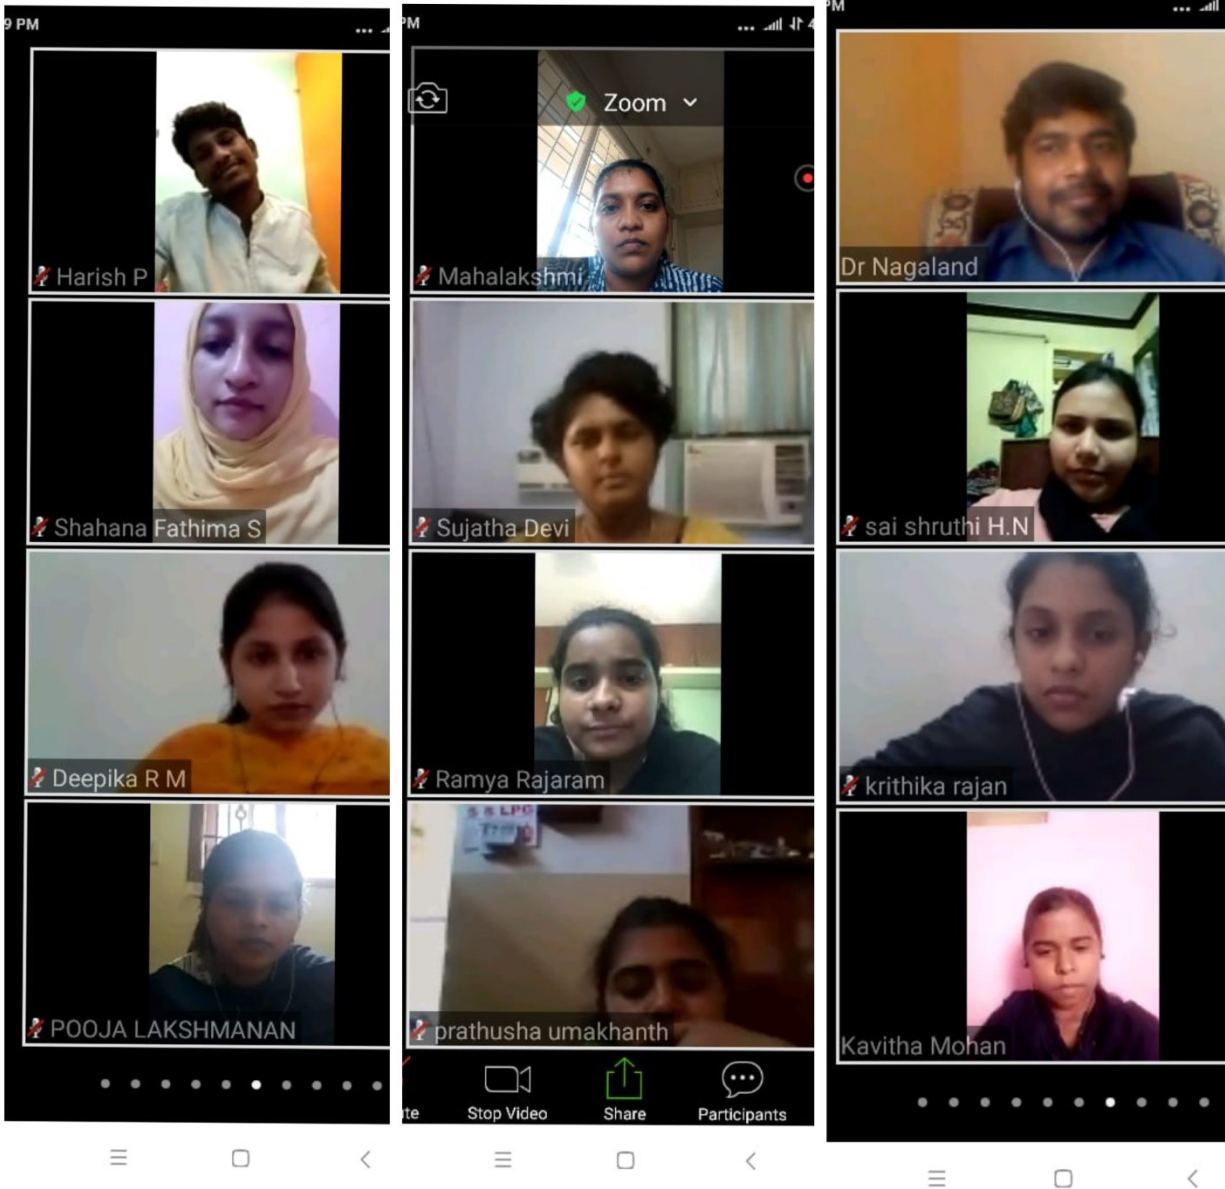 9 PM
Harish P
Shahana Fathima S
Deepika R M
POOJA LAKSHMANAN
PM
Zoom
Mahalakshmi
Sujatha Devi
Ramya Rajaram
S S LPG
prathusha umakhanth
Stop Video
Share
Participants
PM
Dr Nagaland
sai shruthi H.N
krithika rajan
Kavitha Mohan